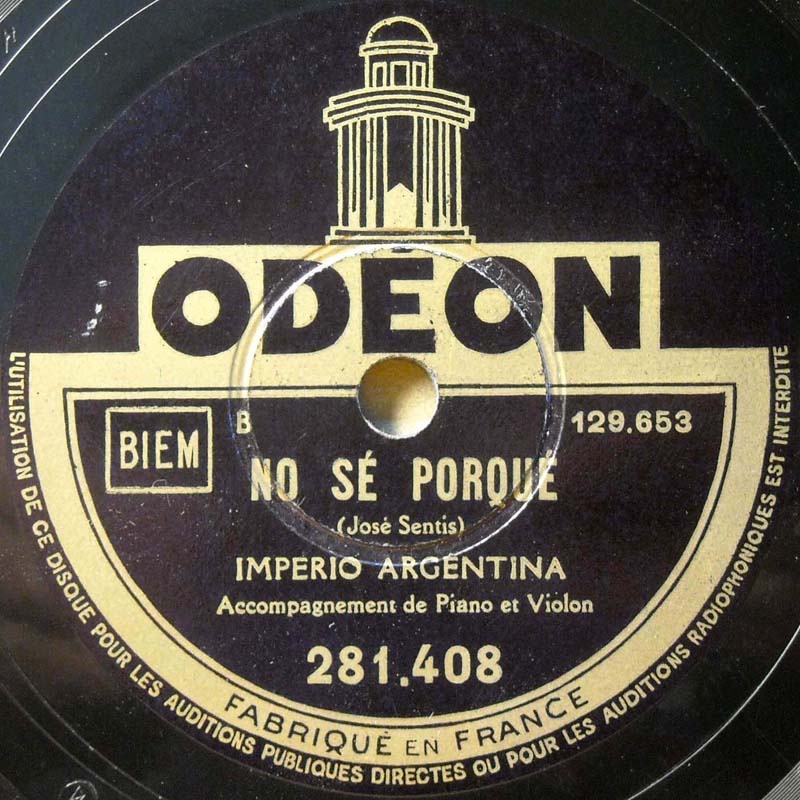 ODEON
BIEM
B
129.653
NO SÉ PORQUÉ
(José Sentis)
IMPERIO ARGENTINA
Accompagnement de Piano et Violon
281.408
FABRIQUÉ EN FRANCE
L'UTILISATION DE CE DISQUE POUR LES AUDITIONS PUBLIQUES DIRECTES OU POUR LES AUDITIONS RADIOPHONIQUES EST INTERDITE